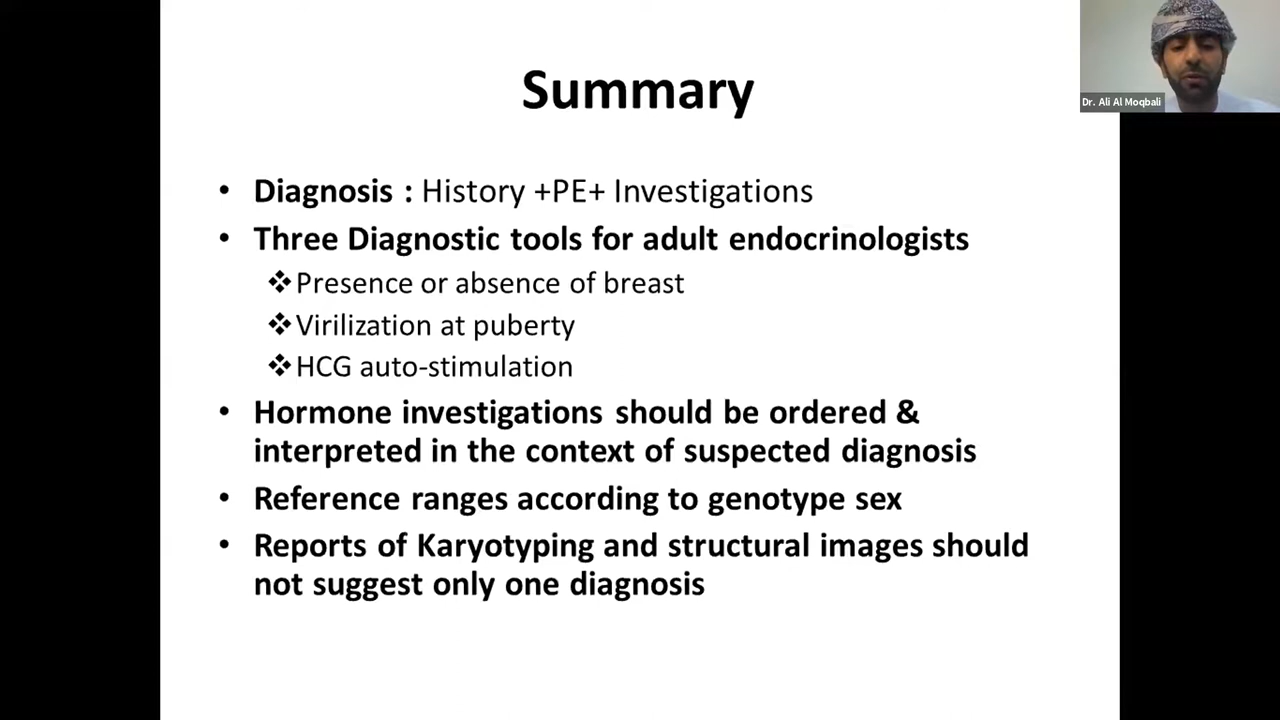 Summary
Dr. Ali Al Moqbali
• Diagnosis : History +PE+ Investigations
• Three Diagnostic tools for adult endocrinologists
❖Presence or absence of breast
❖Virilization at puberty
❖HCG auto-stimulation
• Hormone investigations should be ordered &
interpreted in the context of suspected diagnosis
• Reference ranges according to genotype sex
• Reports of Karyotyping and structural images should
not suggest only one diagnosis